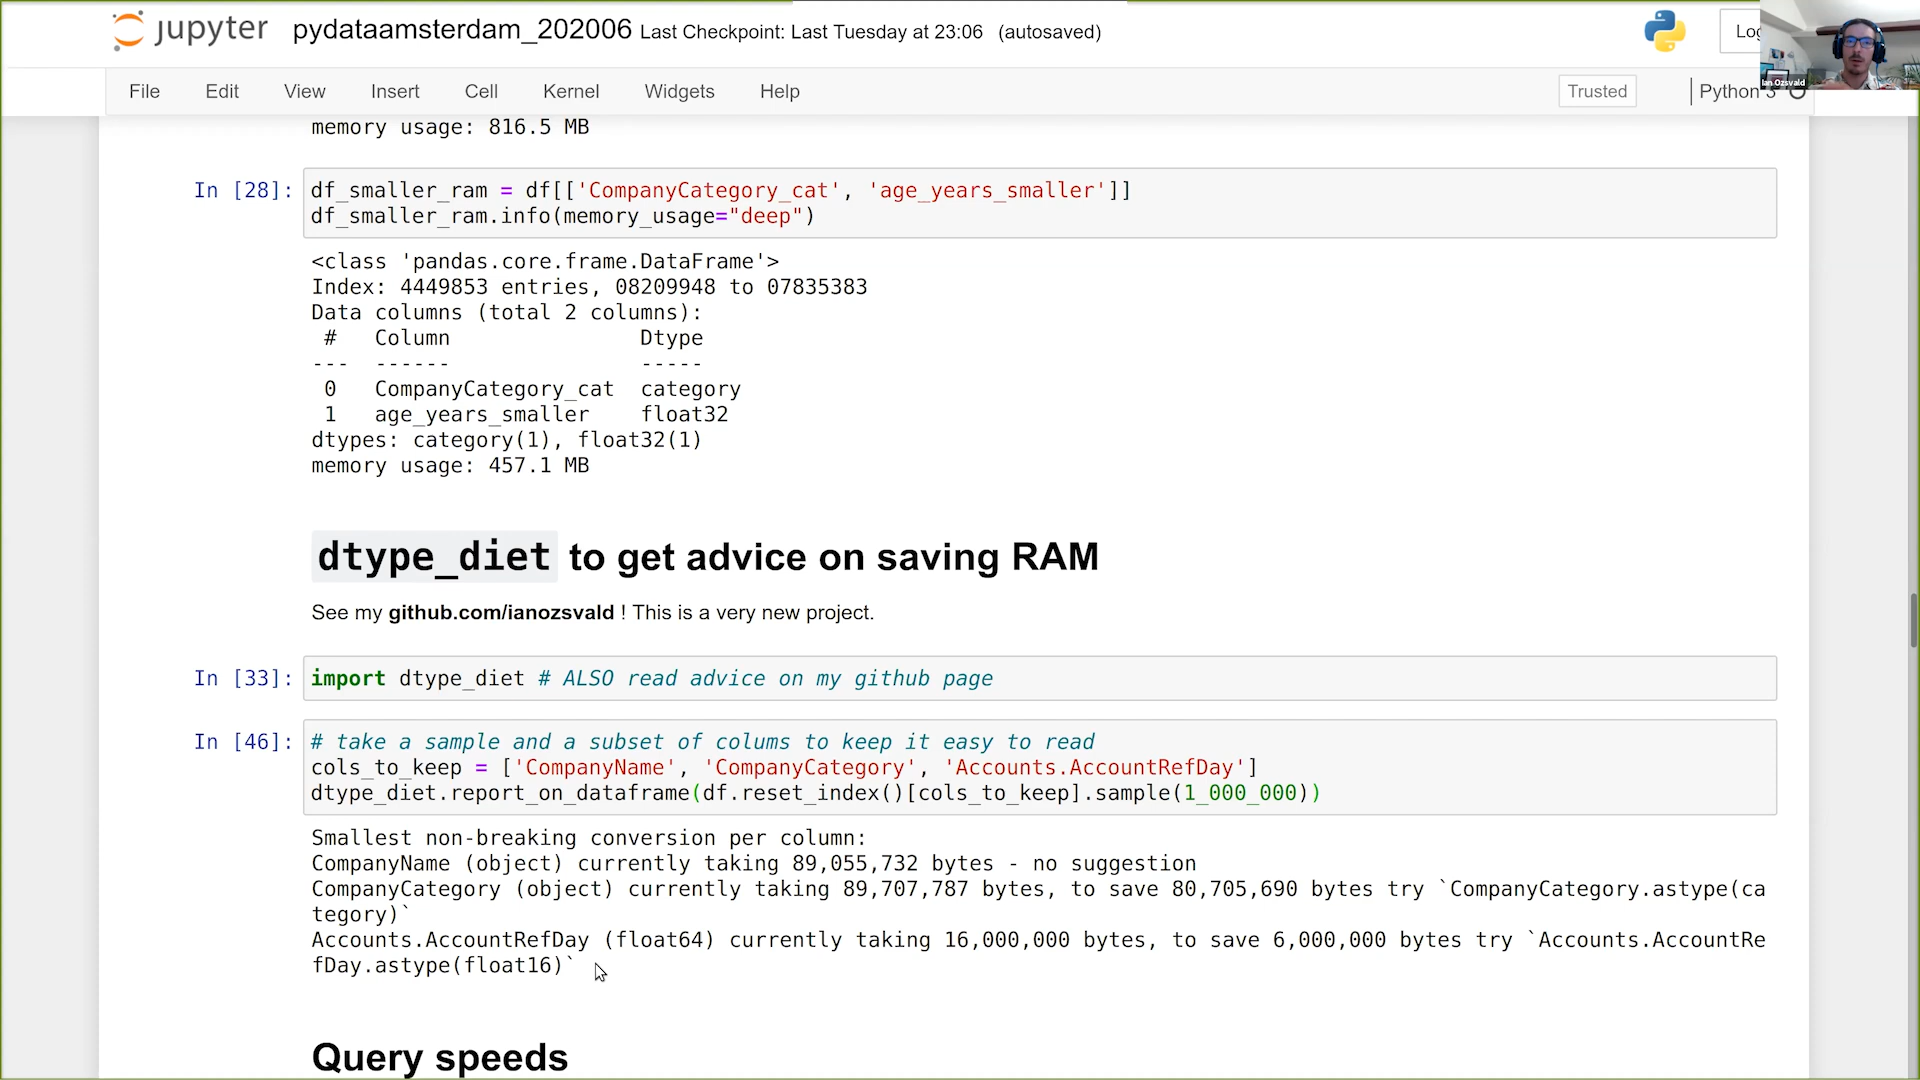 jupyter pydataamsterdam_202006 Last Checkpoint: Last Tuesday at 23:06 (autosaved)
Ian Ozsvald
File Edit View Insert Cell Kernel Widgets Help Trusted Python 3
memory usage: 816.5 MB
In [28]: df_smaller_ram = df[['CompanyCategory_cat', 'age_years_smaller']]
df_smaller_ram.info(memory_usage="deep")
<class 'pandas.core.frame.DataFrame'>
Index: 4449853 entries, 08209948 to 07835383
Data columns (total 2 columns):
# Column Dtype
--- ------ -----
0 CompanyCategory_cat category
1 age_years_smaller float32
dtypes: category(1), float32(1)
memory usage: 457.1 MB
dtype_diet to get advice on saving RAM
See my github.com/ianozsvald ! This is a very new project.
In [33]: import dtype_diet # ALSO read advice on my github page
In [46]: # take a sample and a subset of colums to keep it easy to read
cols_to_keep = ['CompanyName', 'CompanyCategory', 'Accounts.AccountRefDay']
dtype_diet.report_on_dataframe(df.reset_index()[cols_to_keep].sample(1_000_000))
Smallest non-breaking conversion per column:
CompanyName (object) currently taking 89,055,732 bytes - no suggestion
CompanyCategory (object) currently taking 89,707,787 bytes, to save 80,705,690 bytes try `CompanyCategory.astype(ca
tegory)`
Accounts.AccountRefDay (float64) currently taking 16,000,000 bytes, to save 6,000,000 bytes try `Accounts.AccountRe
fDay.astype(float16)`
Query speeds